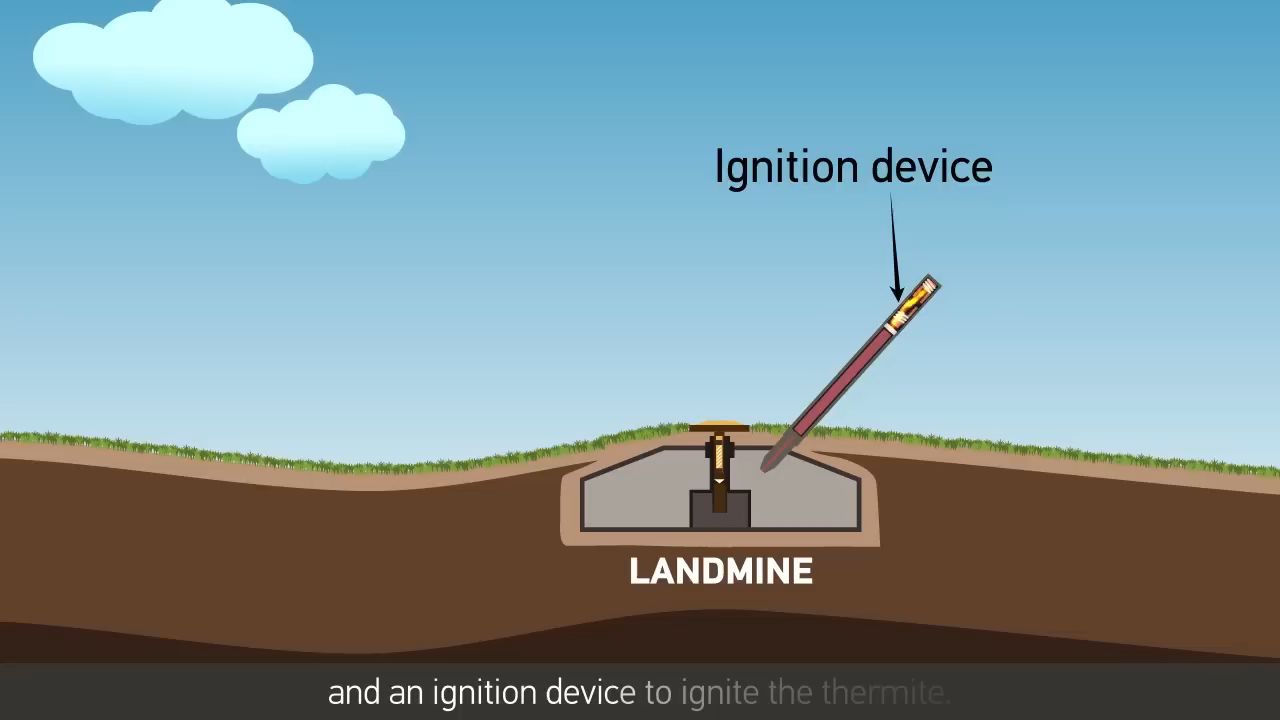 Ignition device
LANDMINE
and an ignition device to ignite the thermite.